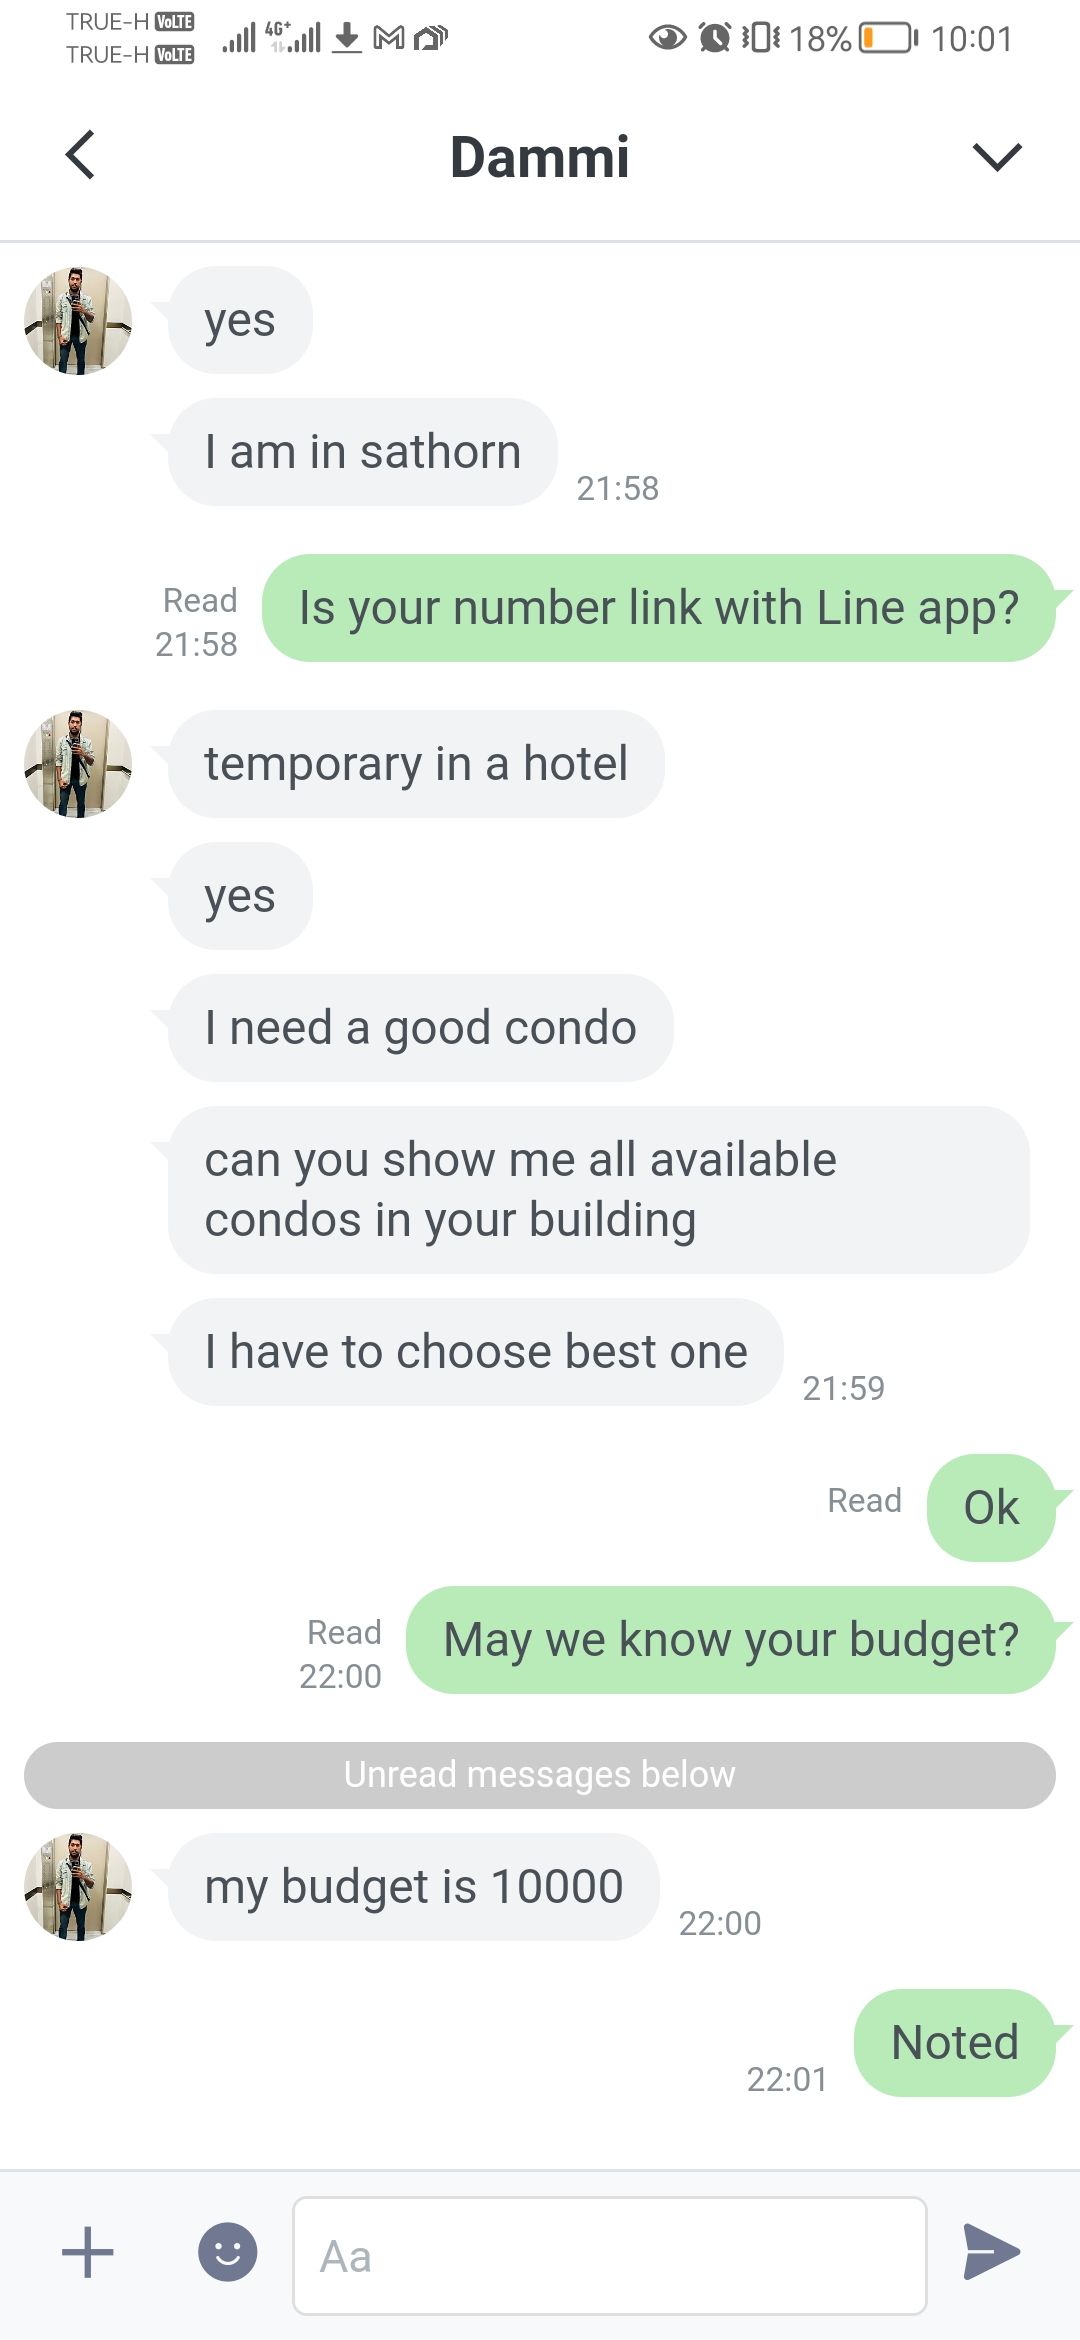 TRUE-H VoLTE
TRUE-H VoLTE
4G+
18%
10:01
Dammi
yes
I am in sathorn
21:58
Is your number link with Line app?
Read
21:58
temporary in a hotel
yes
I need a good condo
can you show me all available
condos in your building
I have to choose best one
21:59
Read
Ok
May we know your budget?
Read
22:00
Unread messages below
my budget is 10000
22:00
Noted
22:01
Aa